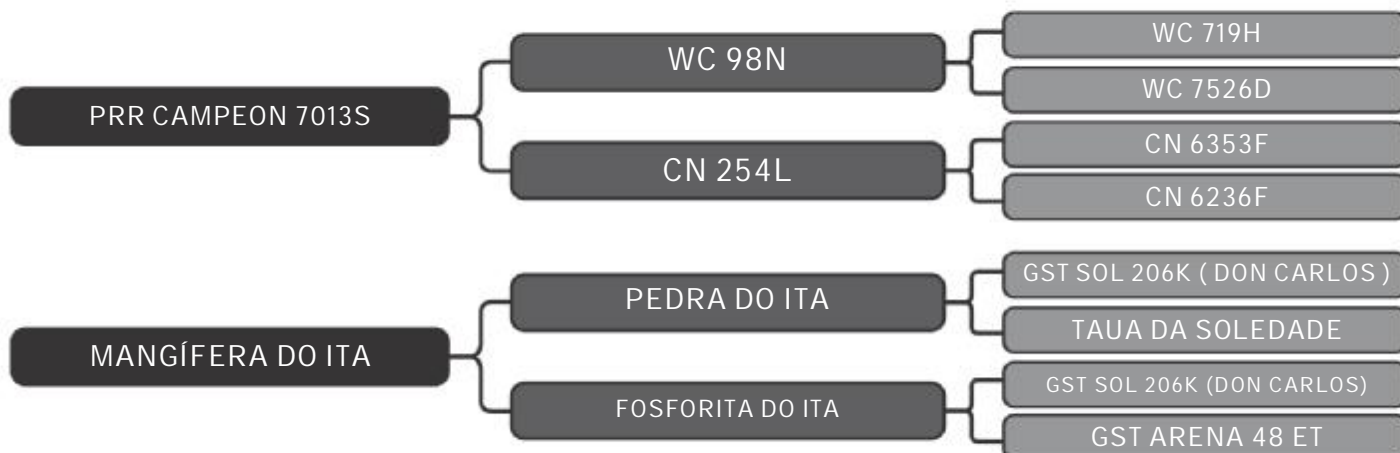 PRR CAMPEON 7013S
WC 98N
WC 719H
WC 7526D
CN 254L
CN 6353F
CN 6236F
MANGÍFERA DO ITA
PEDRA DO ITA
GST SOL 206K ( DON CARLOS )
TAUA DA SOLEDADE
FOSFORITA DO ITA
GST SOL 206K (DON CARLOS)
GST ARENA 48 ET